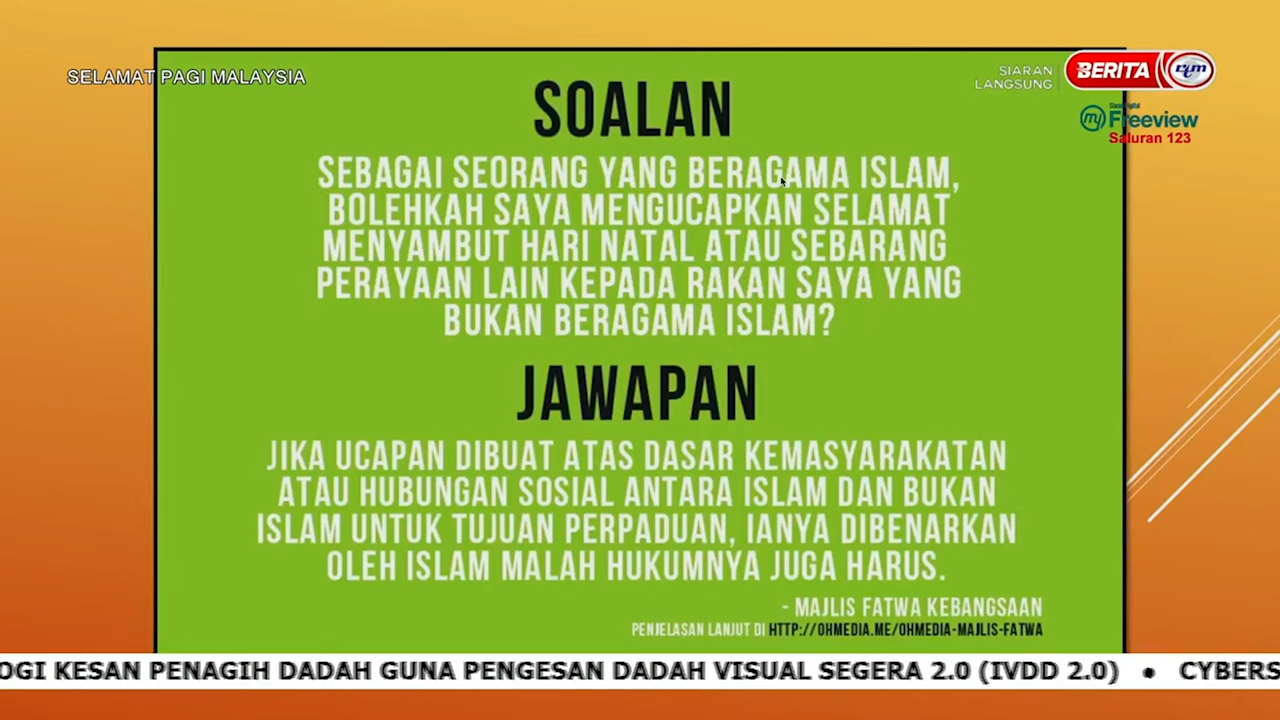 SELAMAT PAGI MALAYSIA
SIARAN
LANGSUNG
BERITA rtm
Siaran Digital
my Freeview
Saluran 123
SOALAN
SEBAGAI SEORANG YANG BERAGAMA ISLAM,
BOLEHKAH SAYA MENGUCAPKAN SELAMAT
MENYAMBUT HARI NATAL ATAU SEBARANG
PERAYAAN LAIN KEPADA RAKAN SAYA YANG
BUKAN BERAGAMA ISLAM?
JAWAPAN
JIKA UCAPAN DIBUAT ATAS DASAR KEMASYARAKATAN
ATAU HUBUNGAN SOSIAL ANTARA ISLAM DAN BUKAN
ISLAM UNTUK TUJUAN PERPADUAN, IANYA DIBENARKAN
OLEH ISLAM MALAH HUKUMNYA JUGA HARUS.
- MAJLIS FATWA KEBANGSAAN
PENJELASAN LANJUT DI HTTP://OHMEDIA.ME/OHMEDIA-MAJLIS-FATWA
OGI KESAN PENAGIH DADAH GUNA PENGESAN DADAH VISUAL SEGERA 2.0 (IVDD 2.0) • CYBERS